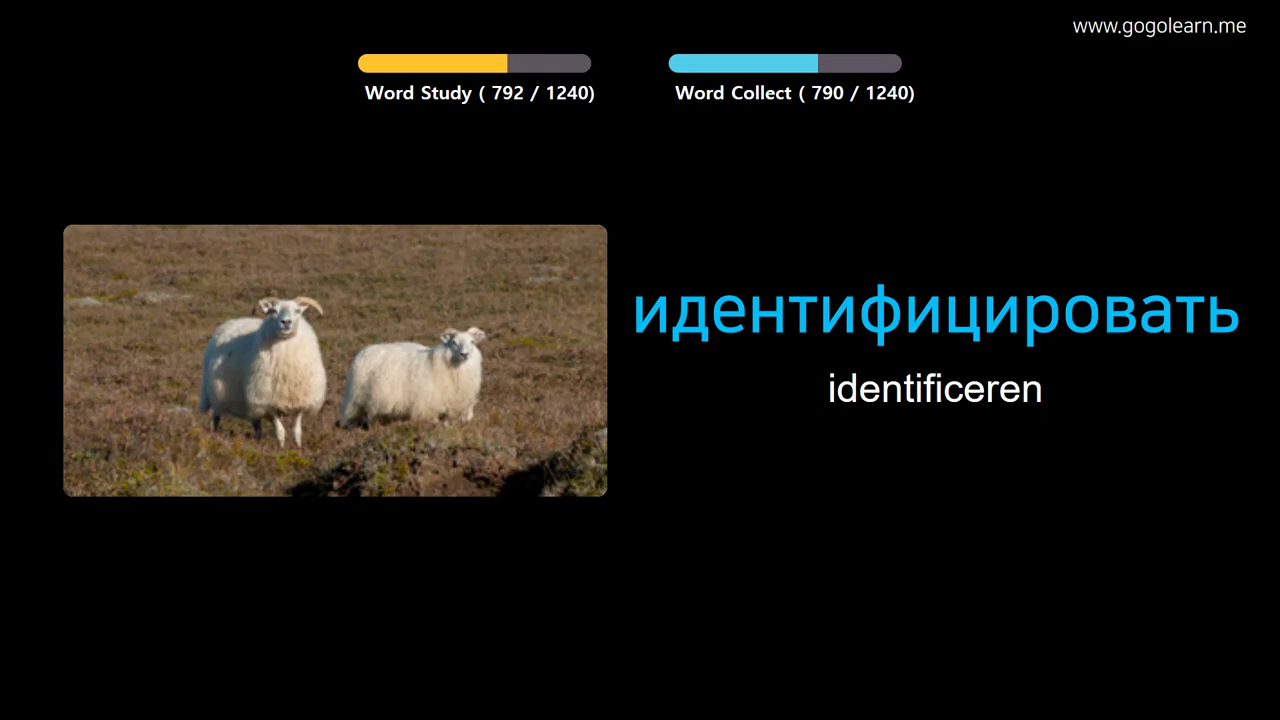 www.gogolearn.me
Word Study ( 792 / 1240)
Word Collect ( 790 / 1240)
идентифицировать
identificeren